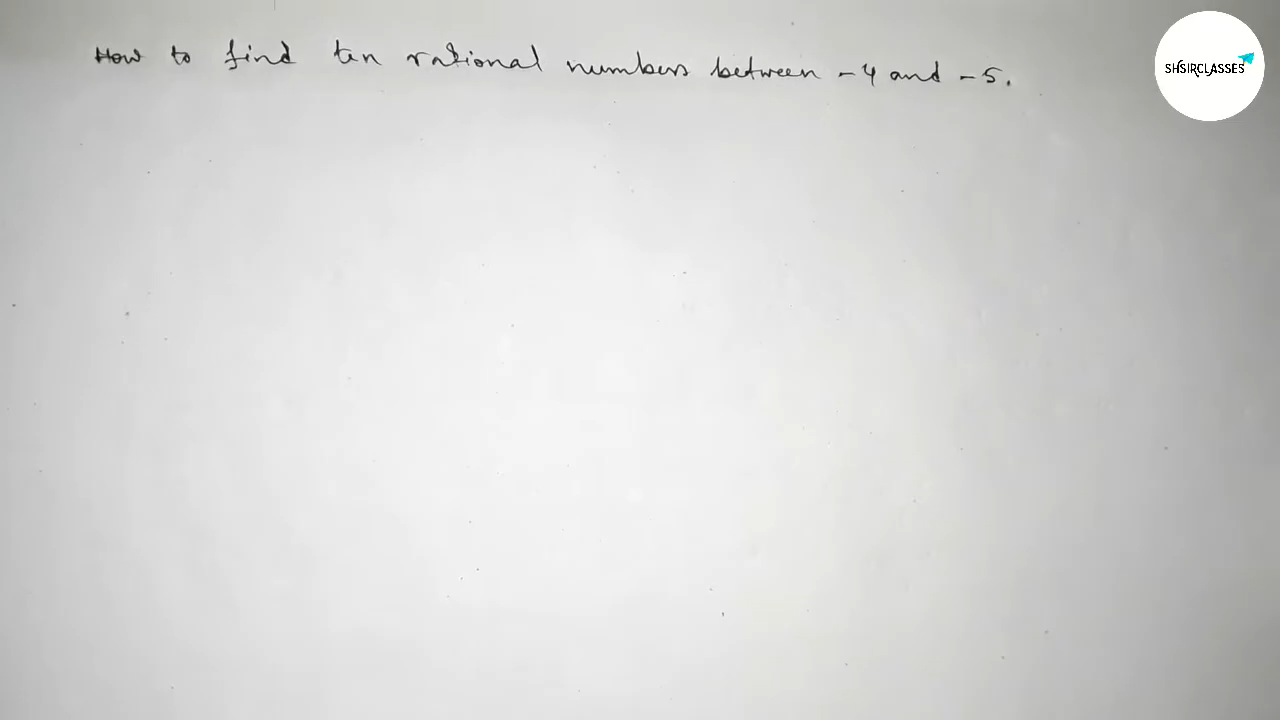 How to find ten rational numbers between -4 and -5.
SHSIRCLASSES